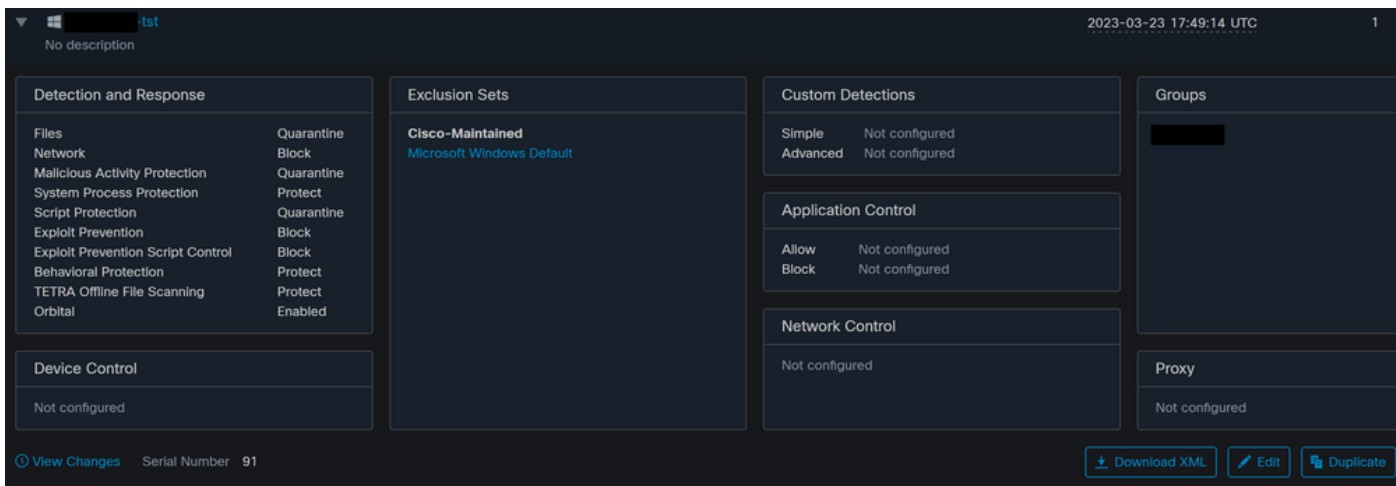 -tst
2023-03-23 17:49:14 UTC
1
No description
Detection and Response
Files Quarantine
Network Block
Malicious Activity Protection Quarantine
System Process Protection Protect
Script Protection Quarantine
Exploit Prevention Block
Exploit Prevention Script Control Block
Behavioral Protection Protect
TETRA Offline File Scanning Protect
Orbital Enabled
Device Control
Not configured
Exclusion Sets
Cisco-Maintained
Microsoft Windows Default
Custom Detections
Simple Not configured
Advanced Not configured
Application Control
Allow Not configured
Block Not configured
Network Control
Not configured
Groups
Proxy
Not configured
View Changes Serial Number 91
Download XML
Edit
Duplicate